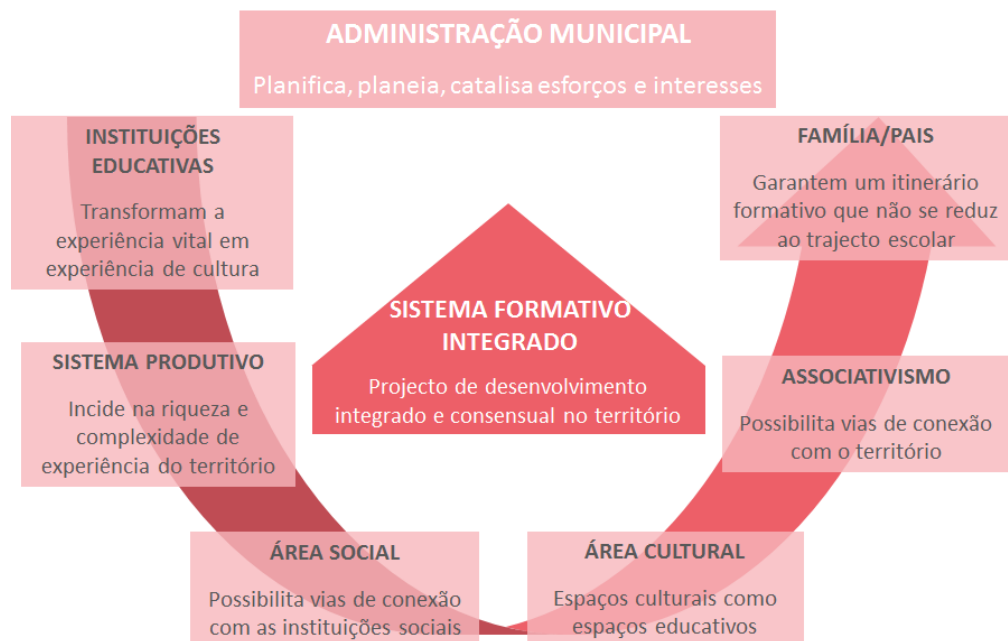 ADMINISTRAÇÃO MUNICIPAL
Planifica, planeia, catalisa esforços e interesses
INSTITUIÇÕES
EDUCATIVAS
Transformam a
experiência vital em
experiência de cultura
FAMÍLIA/PAIS
Garantem um itinerário
formativo que não se reduz
ao trajecto escolar
SISTEMA FORMATIVO
INTEGRADO
Projecto de desenvolvimento
integrado e consensual no território
SISTEMA PRODUTIVO
Incide na riqueza e
complexidade de
experiência do território
ASSOCIATIVISMO
Possibilita vias de conexão
com o território
ÁREA SOCIAL
Possibilita vias de conexão
com as instituições sociais
ÁREA CULTURAL
Espaços culturais como
espaços educativos